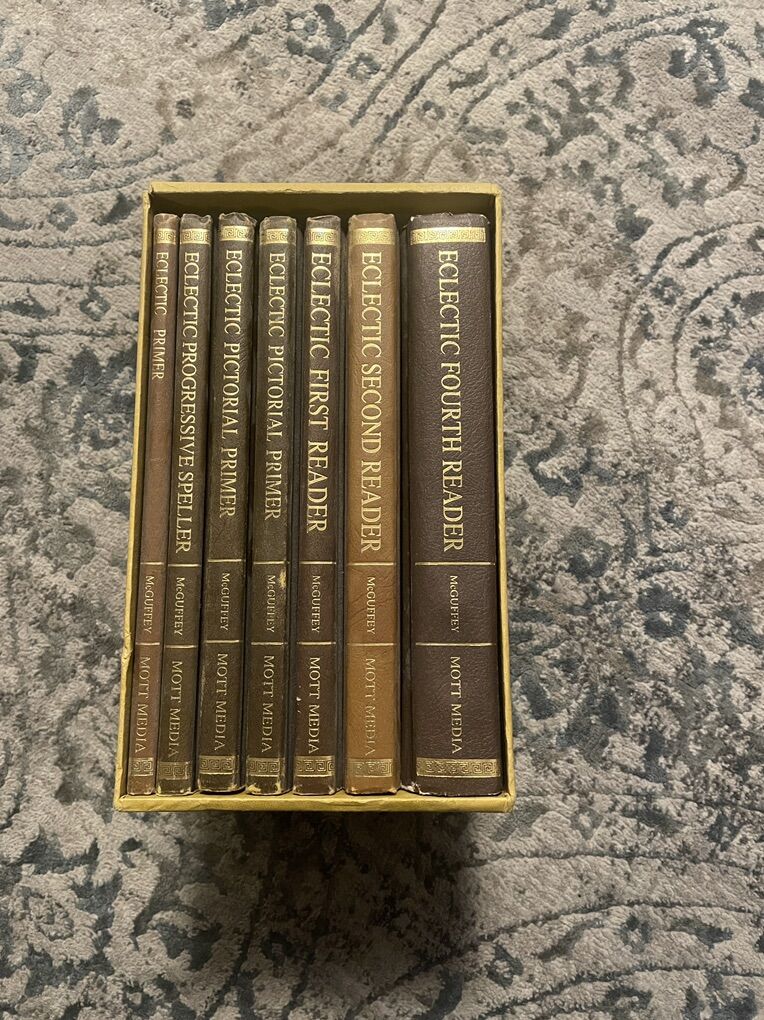 ECLECTIC PRIMER
McGUFFEY
MOTT MEDIA
ECLECTIC PROGRESSIVE SPELLER
McGUFFEY
MOTT MEDIA
ECLECTIC PICTORIAL PRIMER
McGUFFEY
MOTT MEDIA
ECLECTIC PICTORIAL PRIMER
McGUFFEY
MOTT MEDIA
ECLECTIC FIRST READER
McGUFFEY
MOTT MEDIA
ECLECTIC SECOND READER
McGUFFEY
MOTT MEDIA
ECLECTIC FOURTH READER
McGUFFEY
MOTT MEDIA